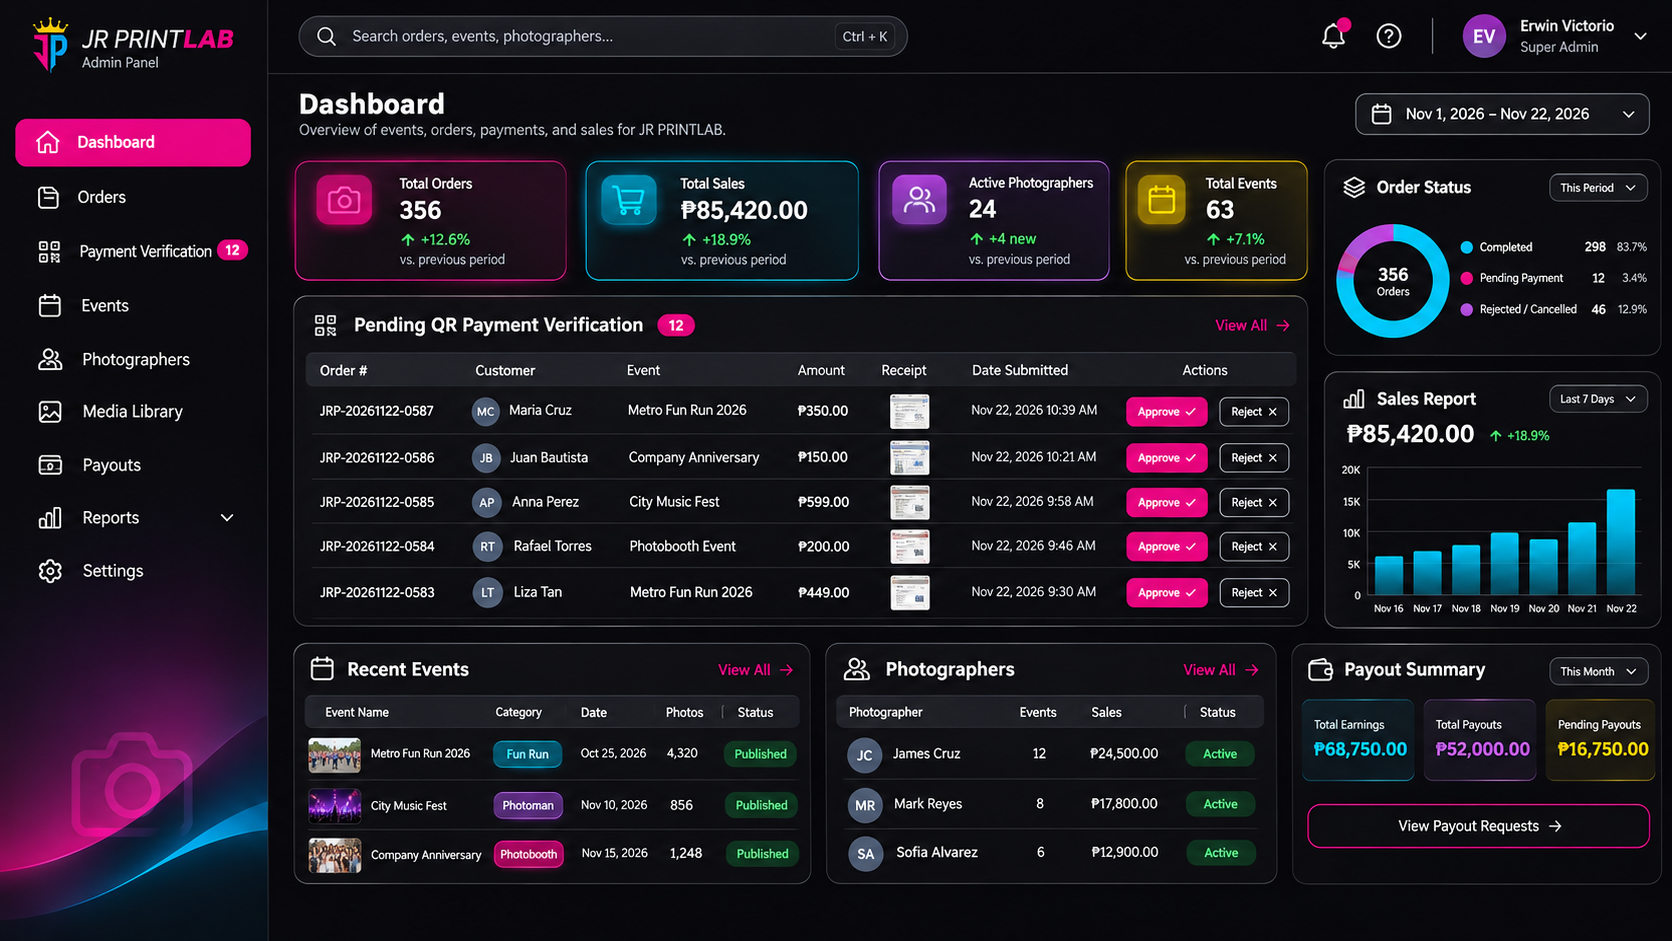 JR PRINTLAB
Admin Panel
Search orders, events, photographers...
Ctrl + K
EV
Erwin Victorio
Super Admin
Dashboard
Orders
Payment Verification 12
Events
Photographers
Media Library
Payouts
Reports
Settings
Dashboard
Overview of events, orders, payments, and sales for JR PRINTLAB.
Nov 1, 2026 – Nov 22, 2026
Total Orders
356
+12.6%
vs. previous period
Total Sales
₱85,420.00
+18.9%
vs. previous period
Active Photographers
24
+4 new
vs. previous period
Total Events
63
+7.1%
vs. previous period
Order Status
This Period
356
Orders
Completed 298 83.7%
Pending Payment 12 3.4%
Rejected / Cancelled 46 12.9%
Pending QR Payment Verification 12
View All →
Order # Customer Event Amount Receipt Date Submitted Actions
JRP-20261122-0587 MC Maria Cruz Metro Fun Run 2026 ₱350.00 Nov 22, 2026 10:39 AM Approve ✓ Reject ×
JRP-20261122-0586 JB Juan Bautista Company Anniversary ₱150.00 Nov 22, 2026 10:21 AM Approve ✓ Reject ×
JRP-20261122-0585 AP Anna Perez City Music Fest ₱599.00 Nov 22, 2026 9:58 AM Approve ✓ Reject ×
JRP-20261122-0584 RT Rafael Torres Photobooth Event ₱200.00 Nov 22, 2026 9:46 AM Approve ✓ Reject ×
JRP-20261122-0583 LT Liza Tan Metro Fun Run 2026 ₱449.00 Nov 22, 2026 9:30 AM Approve ✓ Reject ×
Sales Report
Last 7 Days
₱85,420.00 +18.9%
20K
15K
10K
5K
0
Nov 16 Nov 17 Nov 18 Nov 19 Nov 20 Nov 21 Nov 22
Recent Events
View All →
Event Name Category Date Photos Status
Metro Fun Run 2026 Fun Run Oct 25, 2026 4,320 Published
City Music Fest Photoman Nov 10, 2026 856 Published
Company Anniversary Photobooth Nov 15, 2026 1,248 Published
Photographers
View All →
Photographer Events Sales Status
JC James Cruz 12 ₱24,500.00 Active
MR Mark Reyes 8 ₱17,800.00 Active
SA Sofia Alvarez 6 ₱12,900.00 Active
Payout Summary
This Month
Total Earnings
₱68,750.00
Total Payouts
₱52,000.00
Pending Payouts
₱16,750.00
View Payout Requests →